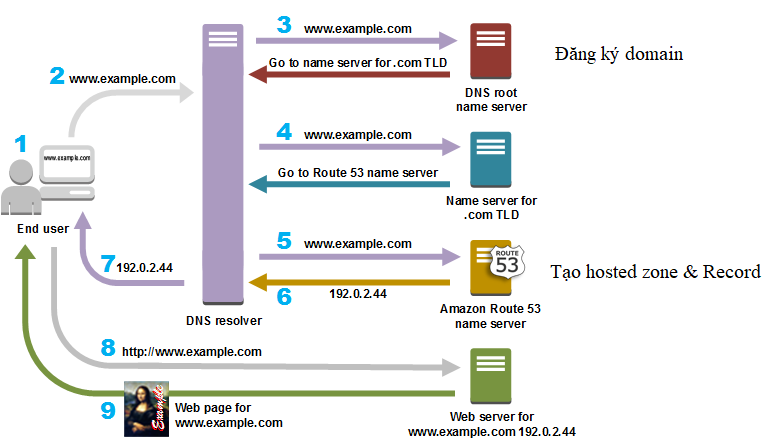 3 www.example.com
Go to name server for .com TLD
DNS root
name server
Đăng ký domain
2 www.example.com
1
www.example.com
End user
4 www.example.com
Go to Route 53 name server
Name server for
.com TLD
5 www.example.com
6 192.0.2.44
ROUTE
53
Amazon Route 53
name server
Tạo hosted zone & Record
7 192.0.2.44
DNS resolver
8 http://www.example.com
9
Example
Web page for
www.example.com
Web server for
www.example.com 192.0.2.44